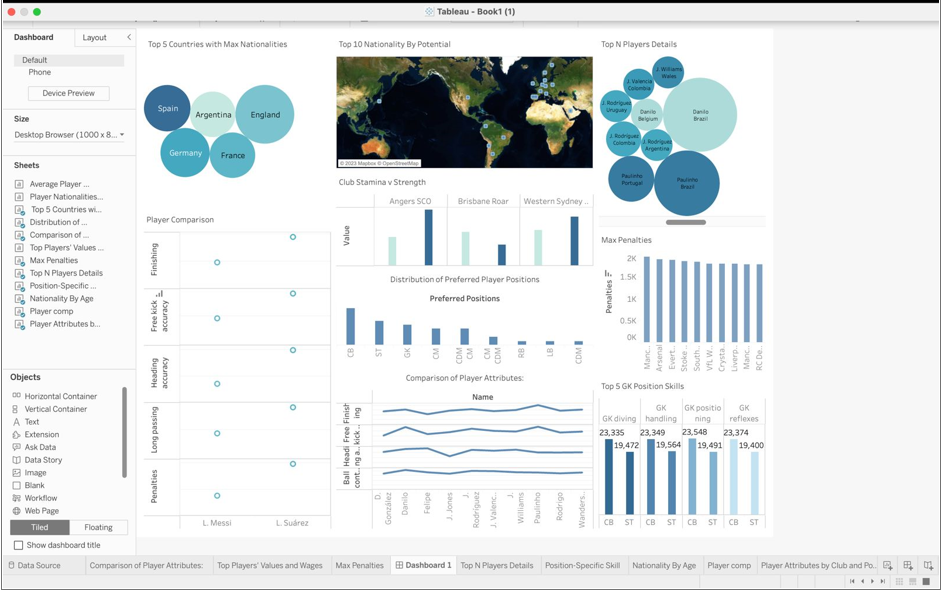 Tableau - Book1 (1)
Dashboard
Layout
Default
Phone
Device Preview
Size
Desktop Browser (1000 x 8...
Sheets
Average Player ...
Player Nationalities...
Top 5 Countries wi...
Distribution of ...
Comparison of ...
Top Players' Values ...
Max Penalties
Top N Players Details
Position-Specific ...
Nationality By Age
Player comp
Player Attributes b...
Objects
Horizontal Container
Vertical Container
Text
Extension
Ask Data
Data Story
Image
Blank
Workflow
Web Page
Tiled
Floating
Show dashboard title
Top 5 Countries with Max Nationalities
Spain
Argentina
England
Germany
France
Player Comparison
Finishing
Free kick
accuracy
Heading
accuracy
Long passing
Penalties
L. Messi
L. Suárez
Top 10 Nationality By Potential
© 2023 Mapbox © OpenStreetMap
Club Stamina v Strength
Angers SCO
Brisbane Roar
Western Sydney ..
Value
Distribution of Preferred Player Positions
Preferred Positions
CB
ST
GK
CM
CDM
CM
CM
CDM
RB
LB
CDM
Comparison of Player Attributes:
Name
Finish
ing
Free
kick ..
Headi
ng a..
Ball
cont..
D.
González
Danilo
Felipe
J. Jones
J.
Rodríguez
J. Valenc..
J.
Williams
Paulinho
Rodrigo
Wanders..
Top N Players Details
J. Williams
Wales
J. Valencia
Colombia
J. Rodríguez
Uruguay
Danilo
Belgium
Danilo
Brazil
J. Rodríguez
Colombia
J. Rodríguez
Argentina
Paulinho
Portugal
Paulinho
Brazil
Max Penalties
Penalties
2K
1.5K
1K
0.5K
0K
Manc..
Arsenal
Evert..
Stoke..
South..
VfL W..
Crysta..
Liverp..
Manc..
RC De..
Top 5 GK Position Skills
GK diving
GK
handling
GK positio
ning
GK
reflexes
23,335
19,472
23,349
19,564
23,548
19,491
23,374
19,400
CB ST CB ST CB ST CB ST
Data Source
Comparison of Player Attributes:
Top Players' Values and Wages
Max Penalties
Dashboard 1
Top N Players Details
Position-Specific Skill
Nationality By Age
Player comp
Player Attributes by Club and Po..